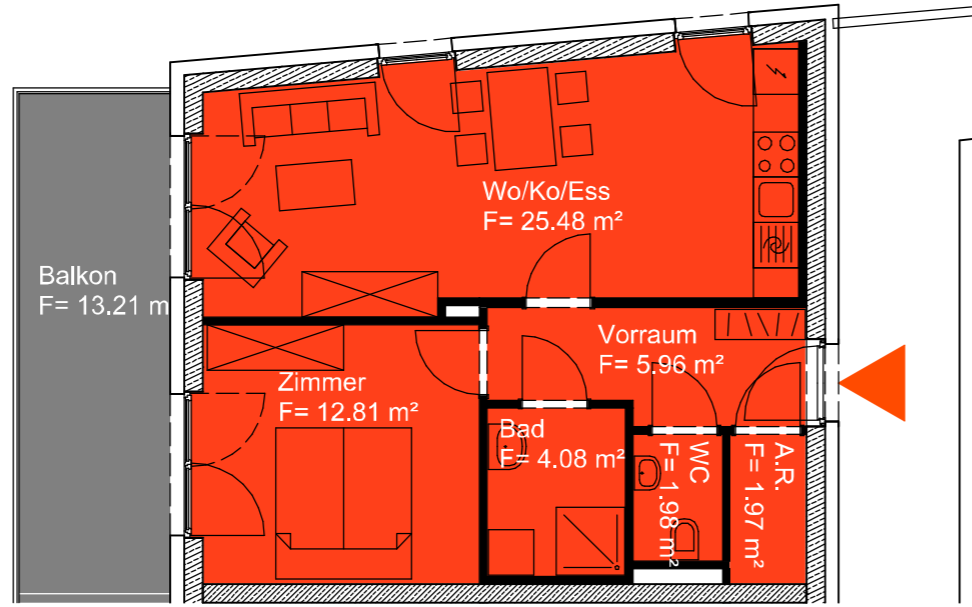 Wo/Ko/Ess
F= 25.48 m²
Balkon
F= 13.21 m
Vorraum
F= 5.96 m²
Zimmer
F= 12.81 m²
Bad
F= 4.08 m²
WC
F= 1.98 m²
A.R.
F= 1.97 m²